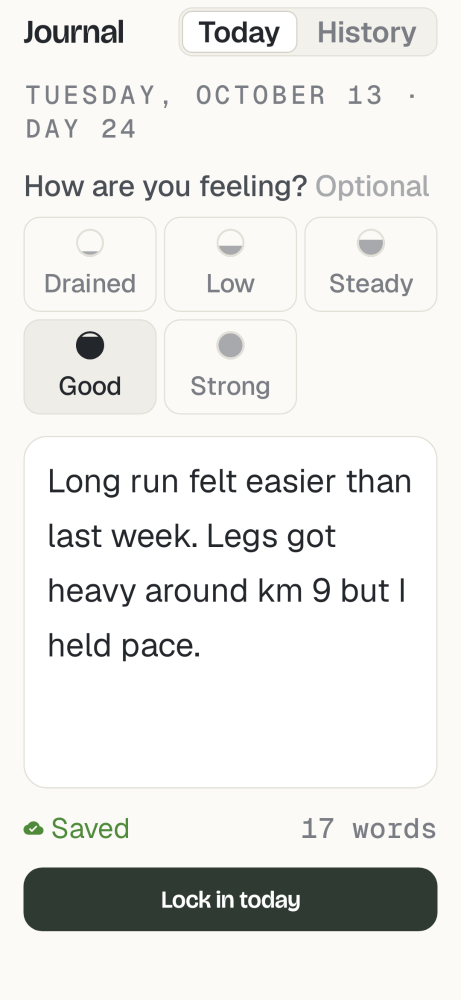 Journal
Today
History
TUESDAY, OCTOBER 13 ·
DAY 24
How are you feeling? Optional
Drained
Low
Steady
Good
Strong
Long run felt easier than
last week. Legs got
heavy around km 9 but I
held pace.
Saved
17 words
Lock in today